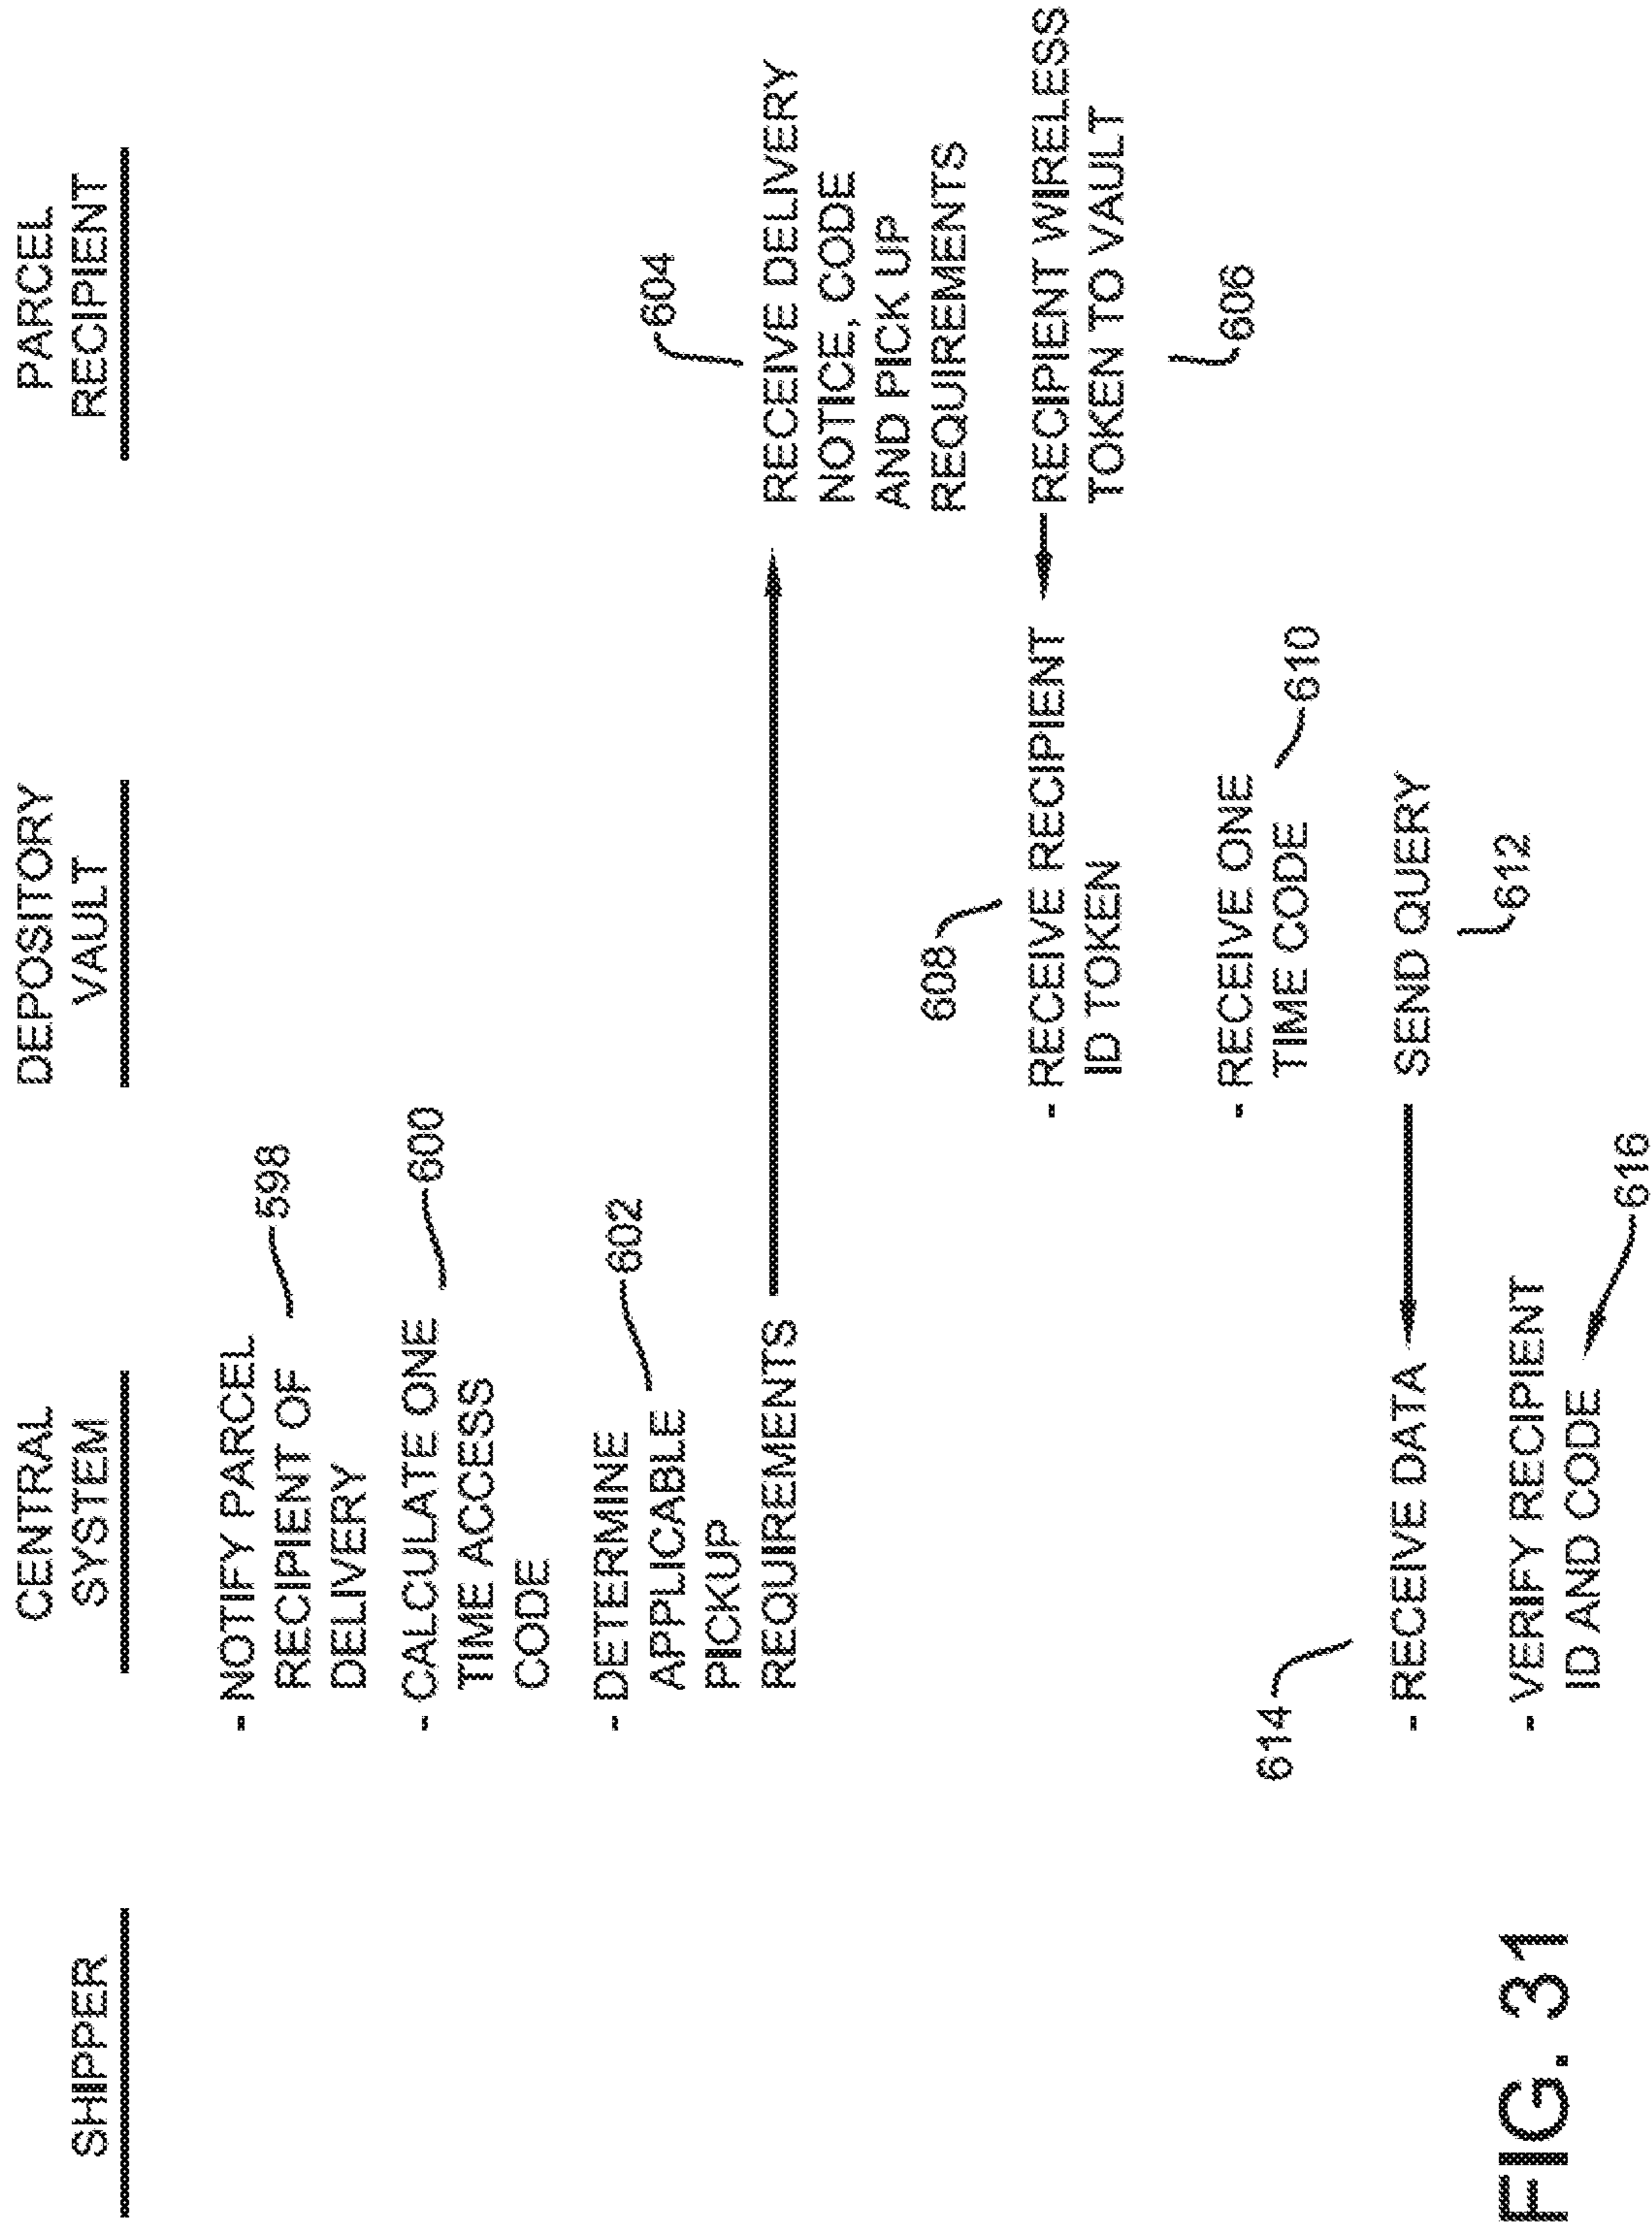 SHIPPER
CENTRAL
SYSTEM
DEPOSITORY
VAULT
PARCEL
RECIPIENT
- NOTIFY PARCEL
RECIPIENT OF
DELIVERY
598
- CALCULATE ONE
TIME ACCESS
CODE
600
- DETERMINE
APPLICABLE
PICKUP
REQUIREMENTS
602
604
RECEIVE DELIVERY
NOTICE, CODE
AND PICK UP
REQUIREMENTS
RECIPIENT WIRELESS
TOKEN TO VAULT
606
608
- RECEIVE RECIPIENT
ID TOKEN
- RECEIVE ONE
TIME CODE
610
SEND QUERY
612
614
- RECEIVE DATA
- VERIFY RECIPIENT
ID AND CODE
616
FIG. 31